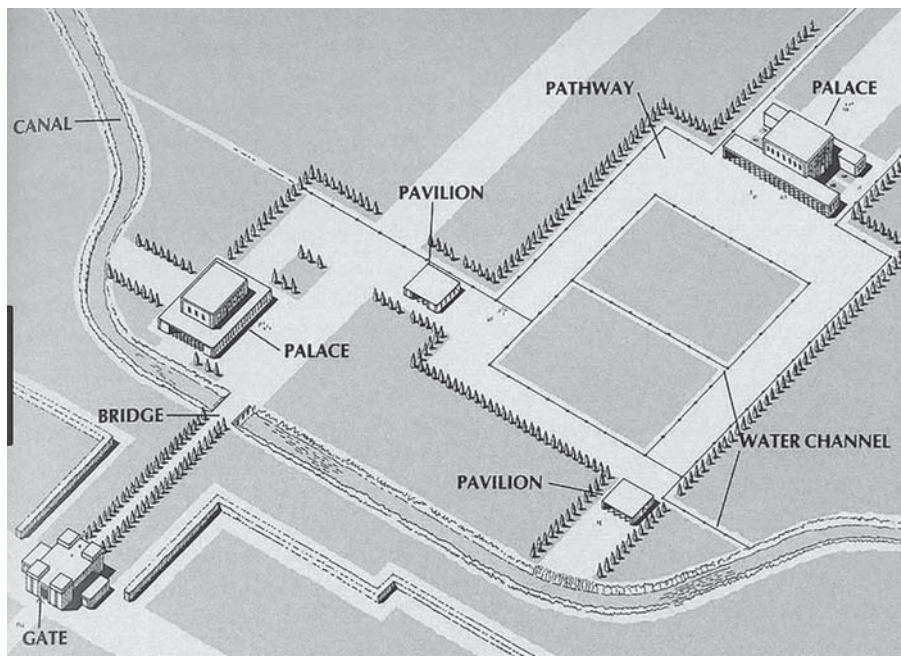 PATHWAY
PALACE
CANAL
PAVILION
PALACE
BRIDGE
WATER CHANNEL
PAVILION
GATE